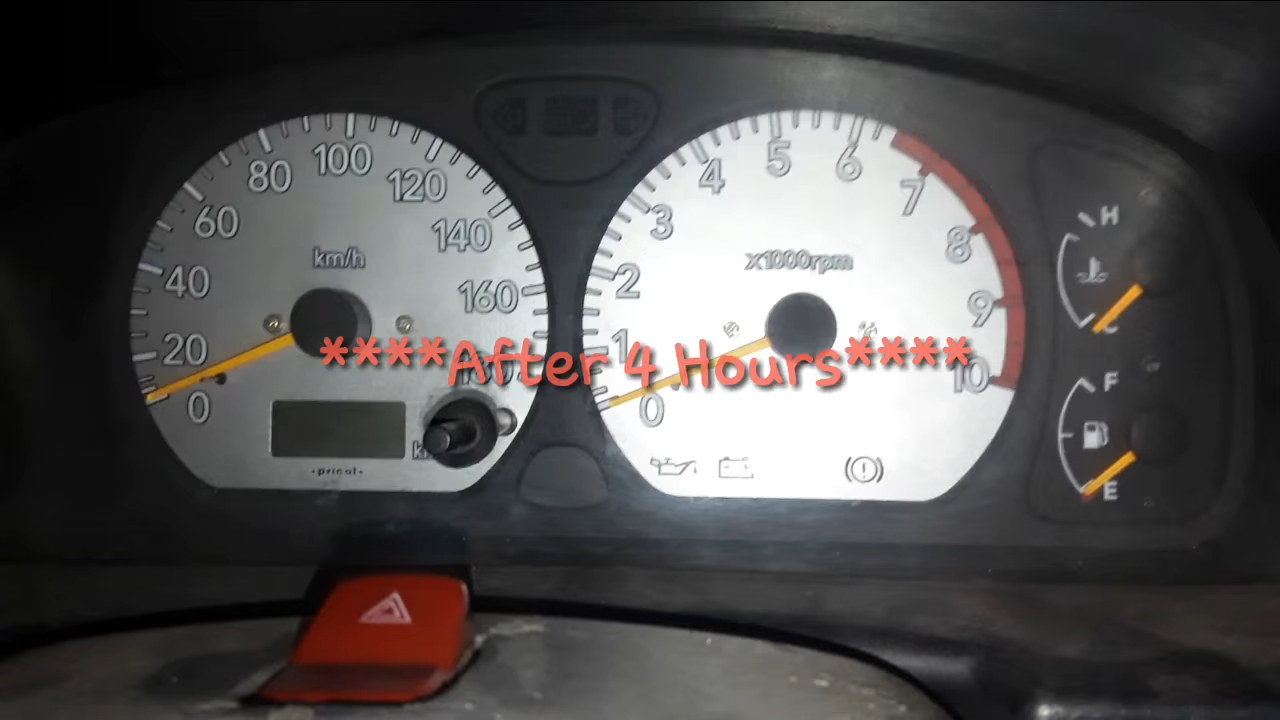 80 100 120
60 140
km/h
40 160
20
0
km
·pricol·
4 5 6 7
3 8
x1000rpm
2 9
1 10
0
H
C
F
E
****After 4 Hours****